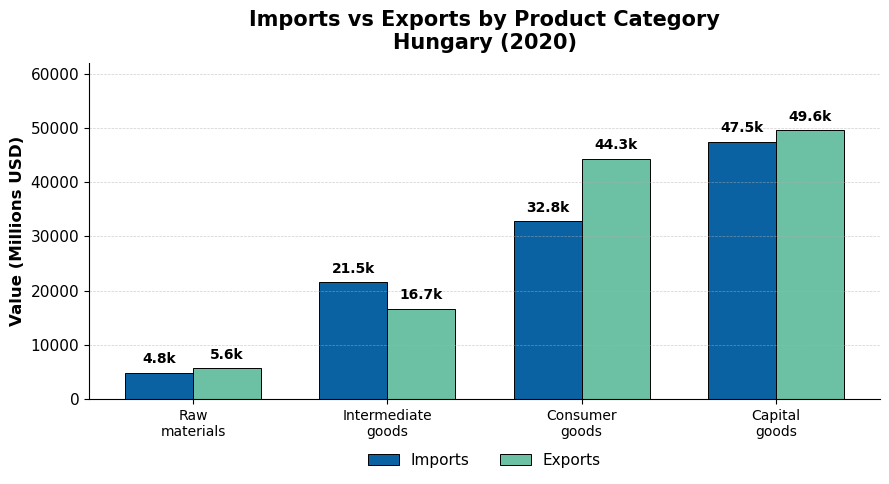 Imports vs Exports by Product Category
Hungary (2020)
Value (Millions USD)
60000
50000
40000
30000
20000
10000
0
4.8k
5.6k
21.5k
16.7k
32.8k
44.3k
47.5k
49.6k
Raw
materials
Intermediate
goods
Consumer
goods
Capital
goods
Imports
Exports